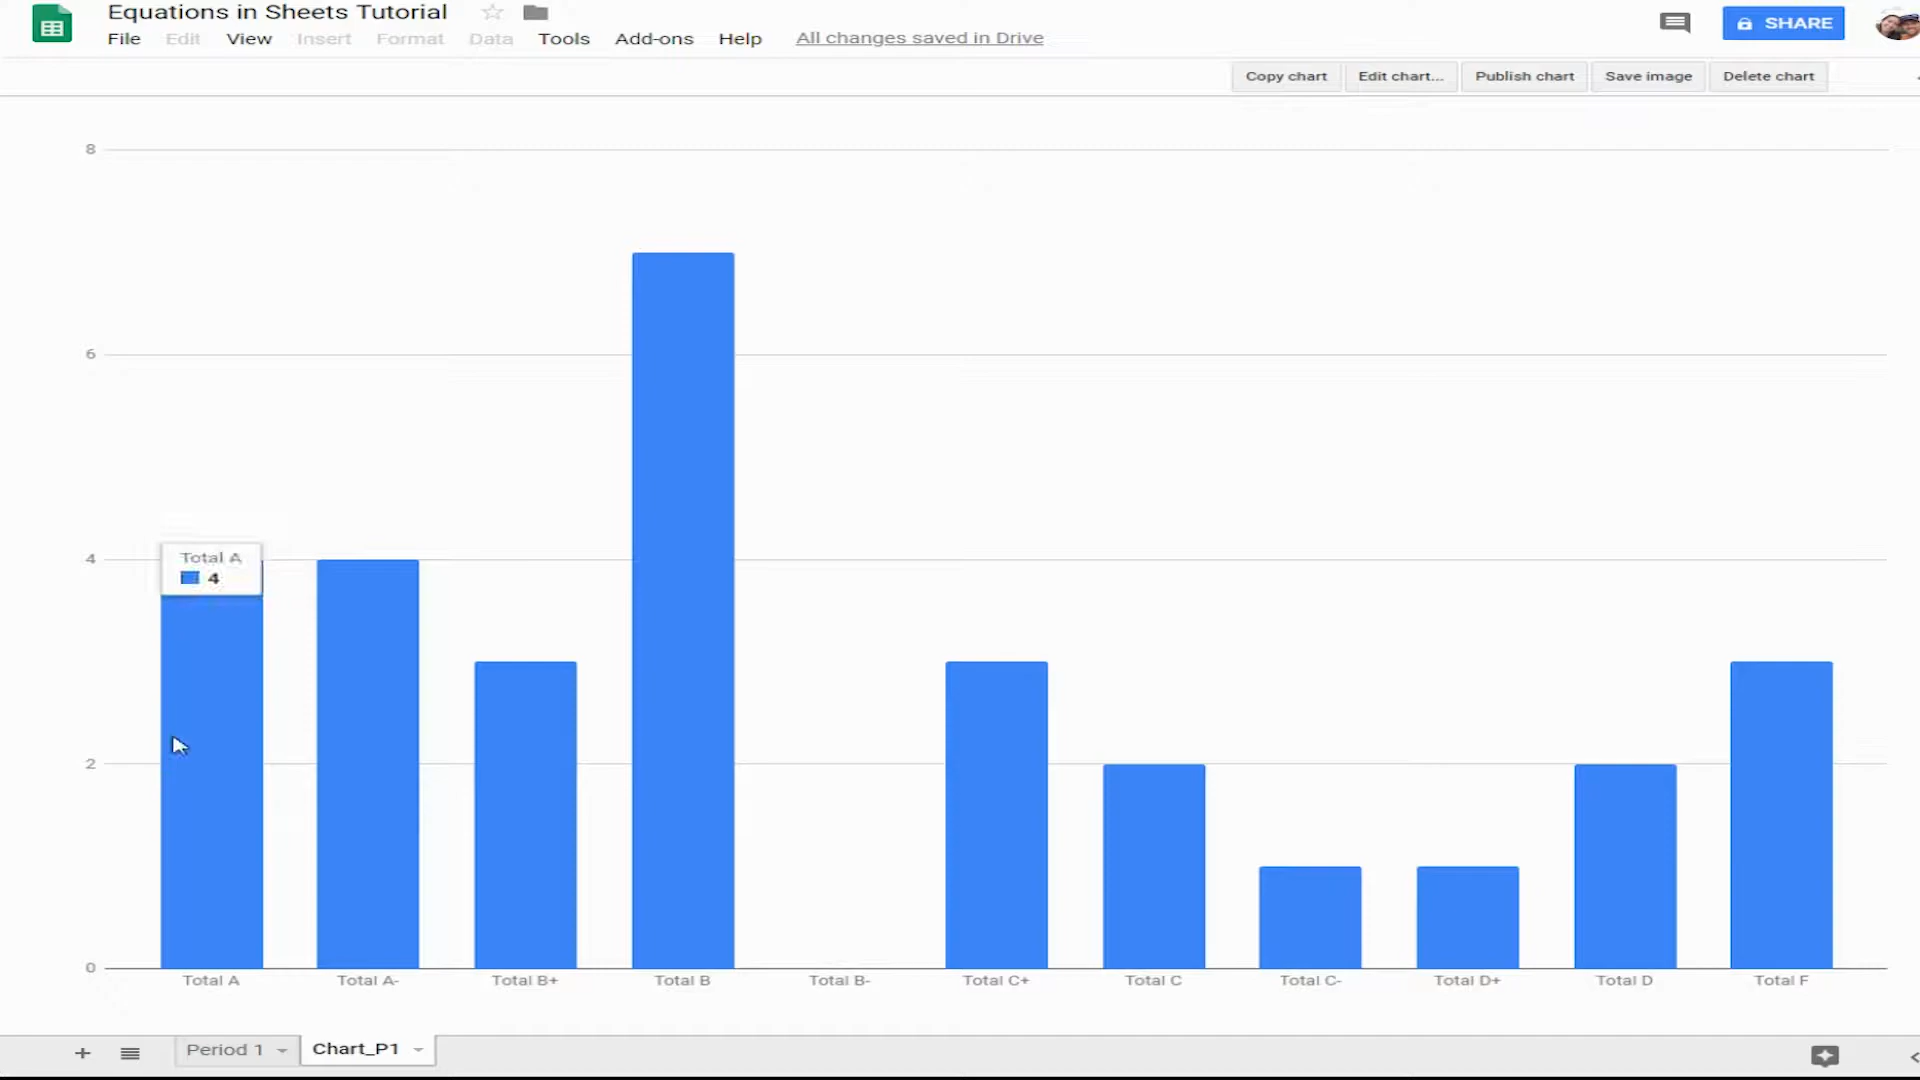 Equations in Sheets Tutorial
File Edit View Insert Format Data Tools Add-ons Help All changes saved in Drive
SHARE
Copy chart Edit chart... Publish chart Save image Delete chart
8
6
4
2
0
Total A
4
Total A Total A- Total B+ Total B Total B- Total C+ Total C Total C- Total D+ Total D Total F
Period 1 Chart_P1